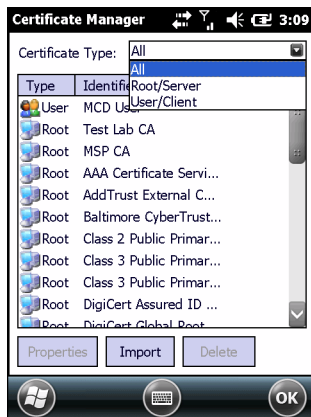 Certificate Manager 3:09
Certificate Type: All
All
Root/Server
User/Client
Type Identifie
User MCD Us
Root Test Lab CA
Root MSP CA
Root AAA Certificate Servi...
Root AddTrust External C...
Root Baltimore CyberTrust...
Root Class 2 Public Primar...
Root Class 3 Public Primar...
Root Class 3 Public Primar...
Root DigiCert Assured ID ...
Root DigiCert Global Root
Properties Import Delete
OK